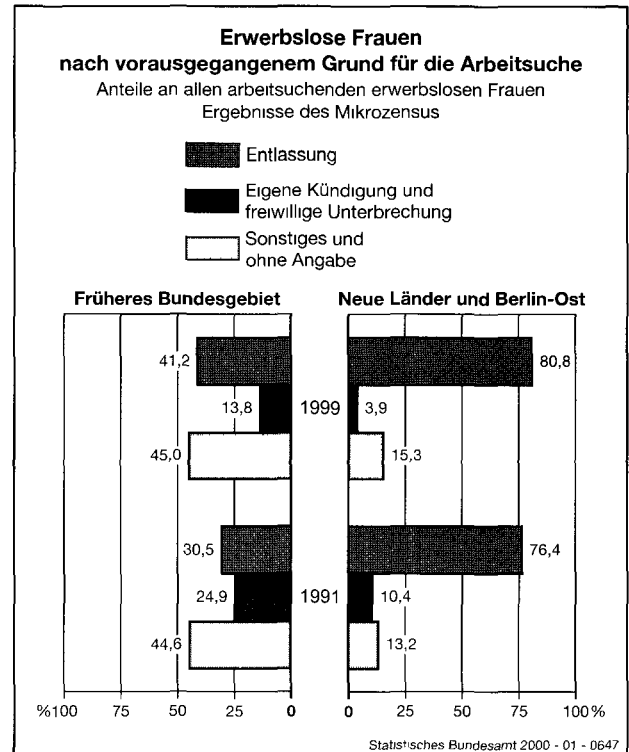 Erwerbslose Frauen
nach vorausgegangenem Grund für die Arbeitsuche
Anteile an allen arbeitsuchenden erwerbslosen Frauen
Ergebnisse des Mikrozensus
Entlassung
Eigene Kündigung und
freiwillige Unterbrechung
Sonstiges und
ohne Angabe
Früheres Bundesgebiet Neue Länder und Berlin-Ost
41,2 80,8
13,8 1999 3,9
45,0 15,3
30,5 76,4
24,9 1991 10,4
44,6 13,2
%100 75 50 25 0 0 25 50 75 100%
Statistisches Bundesamt 2000 - 01 - 0647